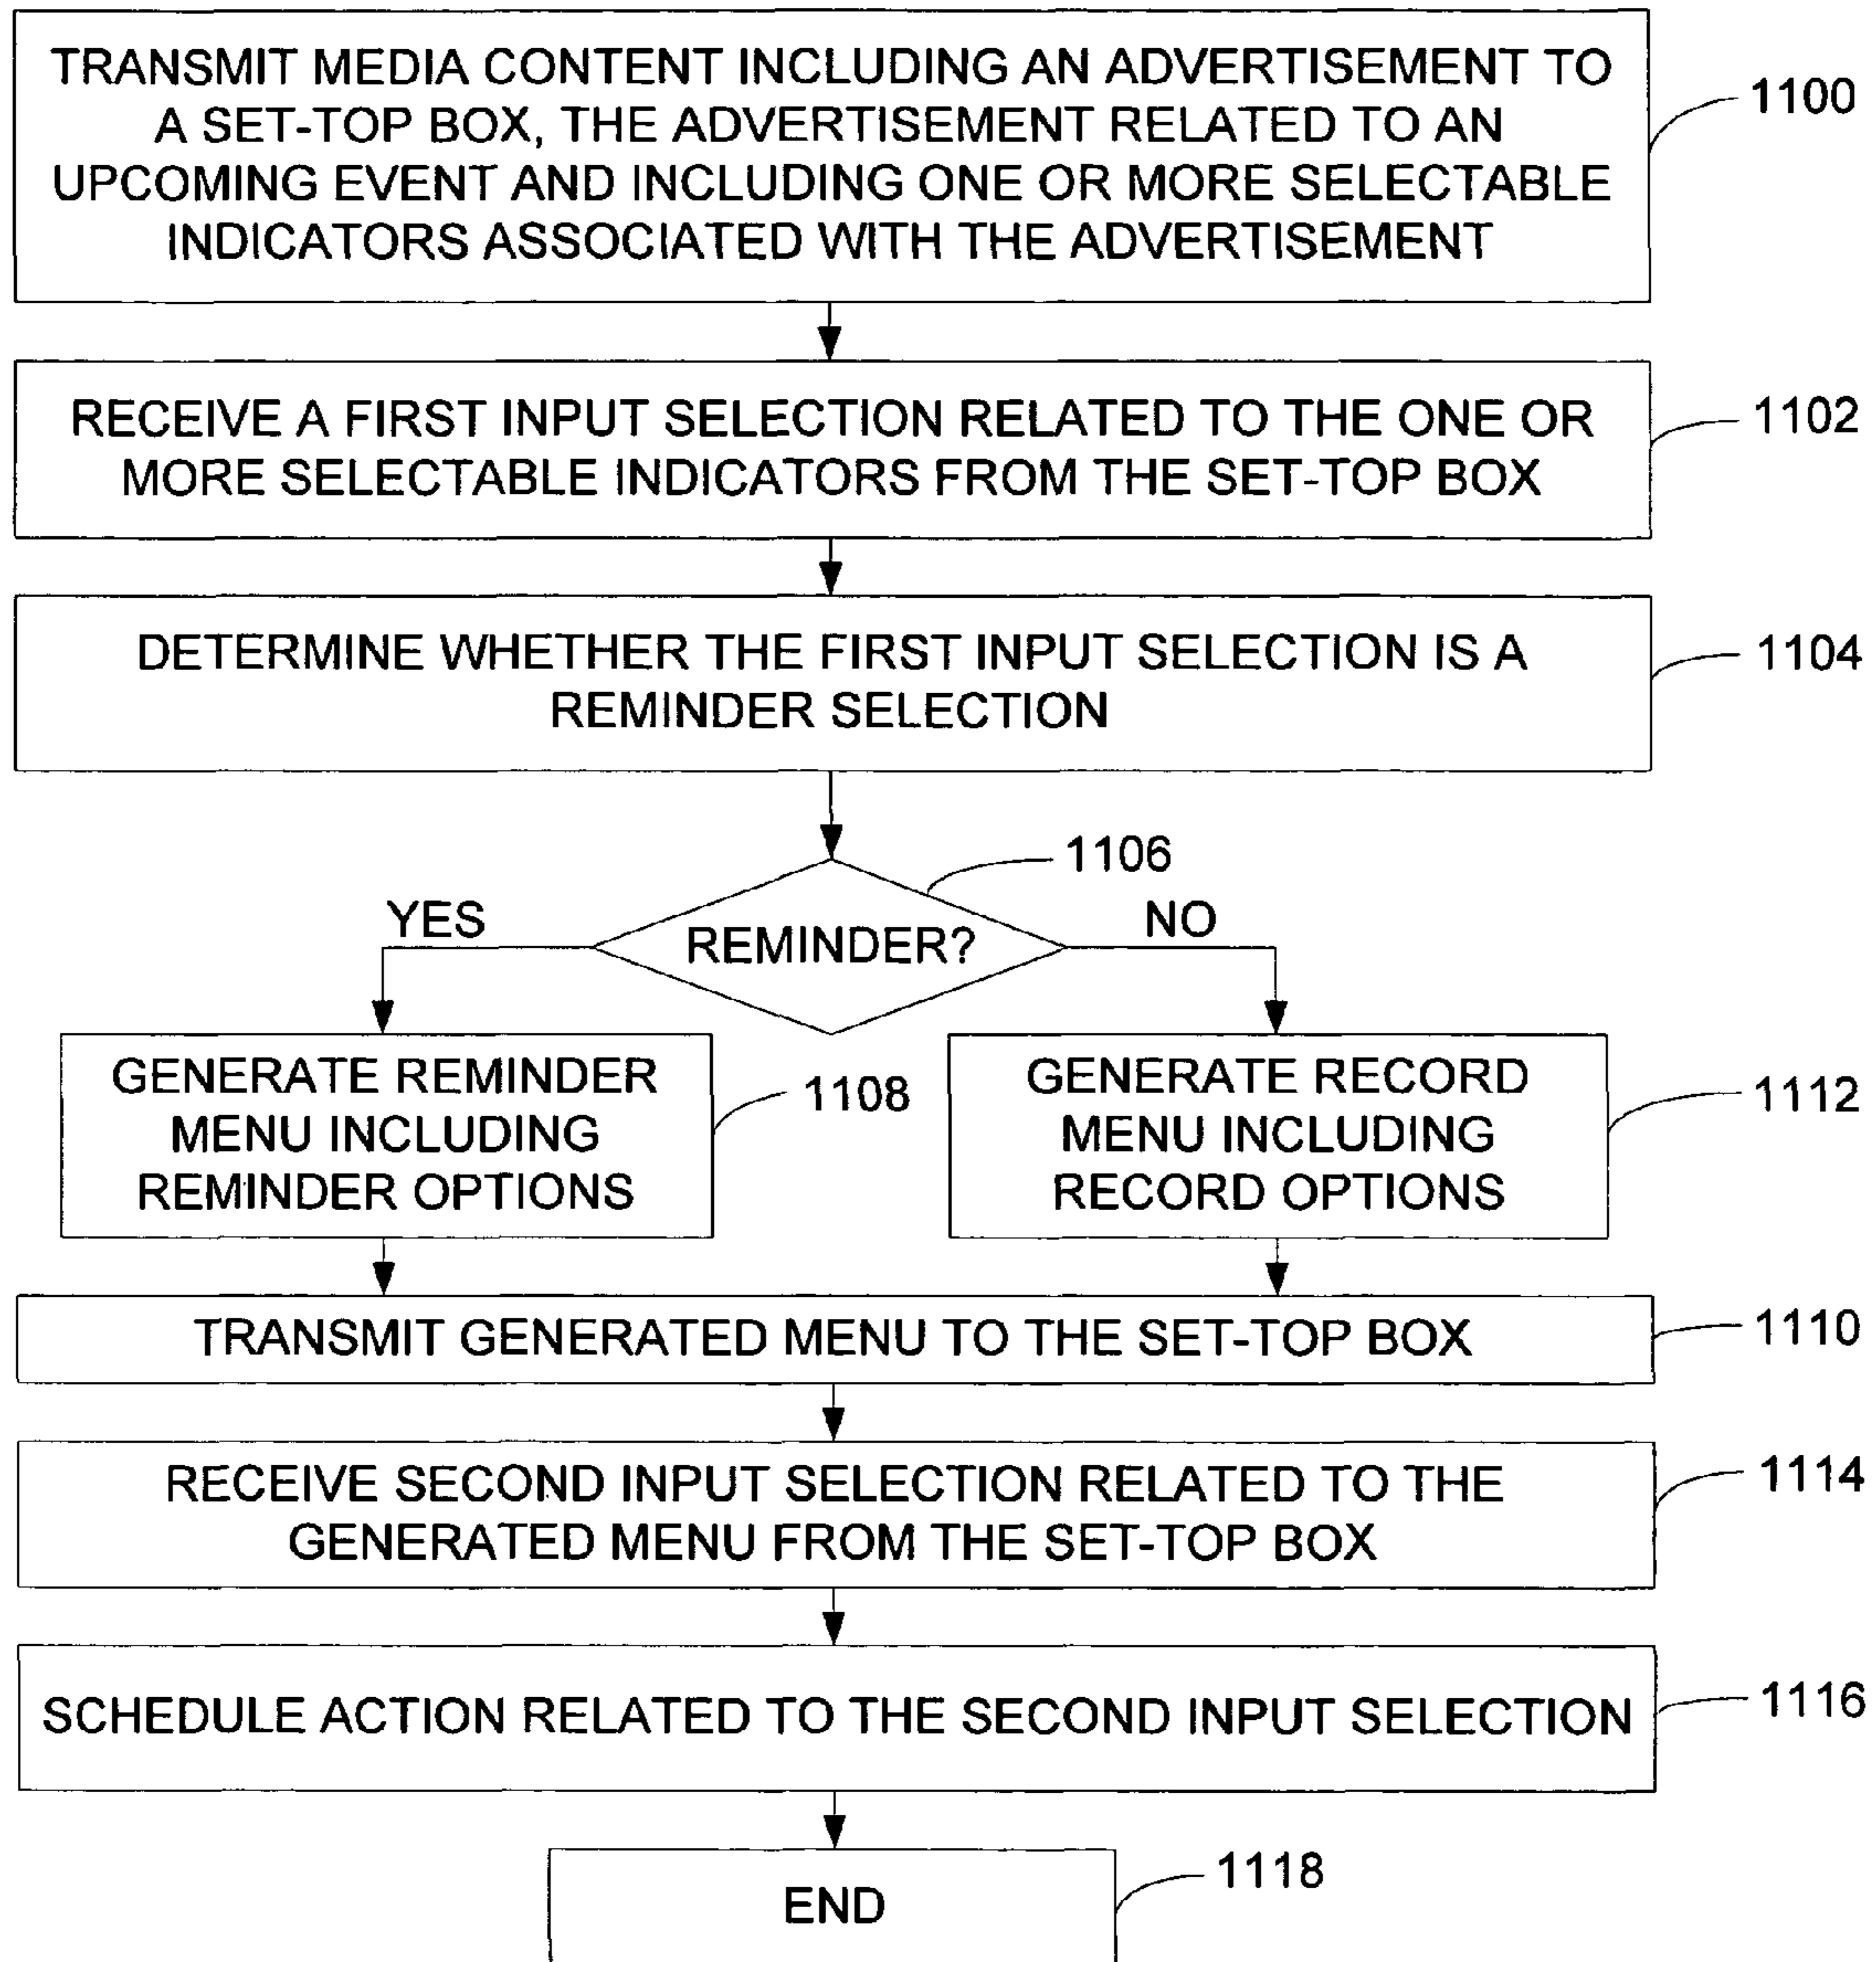 TRANSMIT MEDIA CONTENT INCLUDING AN ADVERTISEMENT TO
A SET-TOP BOX, THE ADVERTISEMENT RELATED TO AN
UPCOMING EVENT AND INCLUDING ONE OR MORE SELECTABLE
INDICATORS ASSOCIATED WITH THE ADVERTISEMENT
1100
RECEIVE A FIRST INPUT SELECTION RELATED TO THE ONE OR
MORE SELECTABLE INDICATORS FROM THE SET-TOP BOX
1102
DETERMINE WHETHER THE FIRST INPUT SELECTION IS A
REMINDER SELECTION
1104
1106
YES
REMINDER?
NO
GENERATE REMINDER
MENU INCLUDING
REMINDER OPTIONS
1108
GENERATE RECORD
MENU INCLUDING
RECORD OPTIONS
1112
TRANSMIT GENERATED MENU TO THE SET-TOP BOX
1110
RECEIVE SECOND INPUT SELECTION RELATED TO THE
GENERATED MENU FROM THE SET-TOP BOX
1114
SCHEDULE ACTION RELATED TO THE SECOND INPUT SELECTION
1116
END
1118